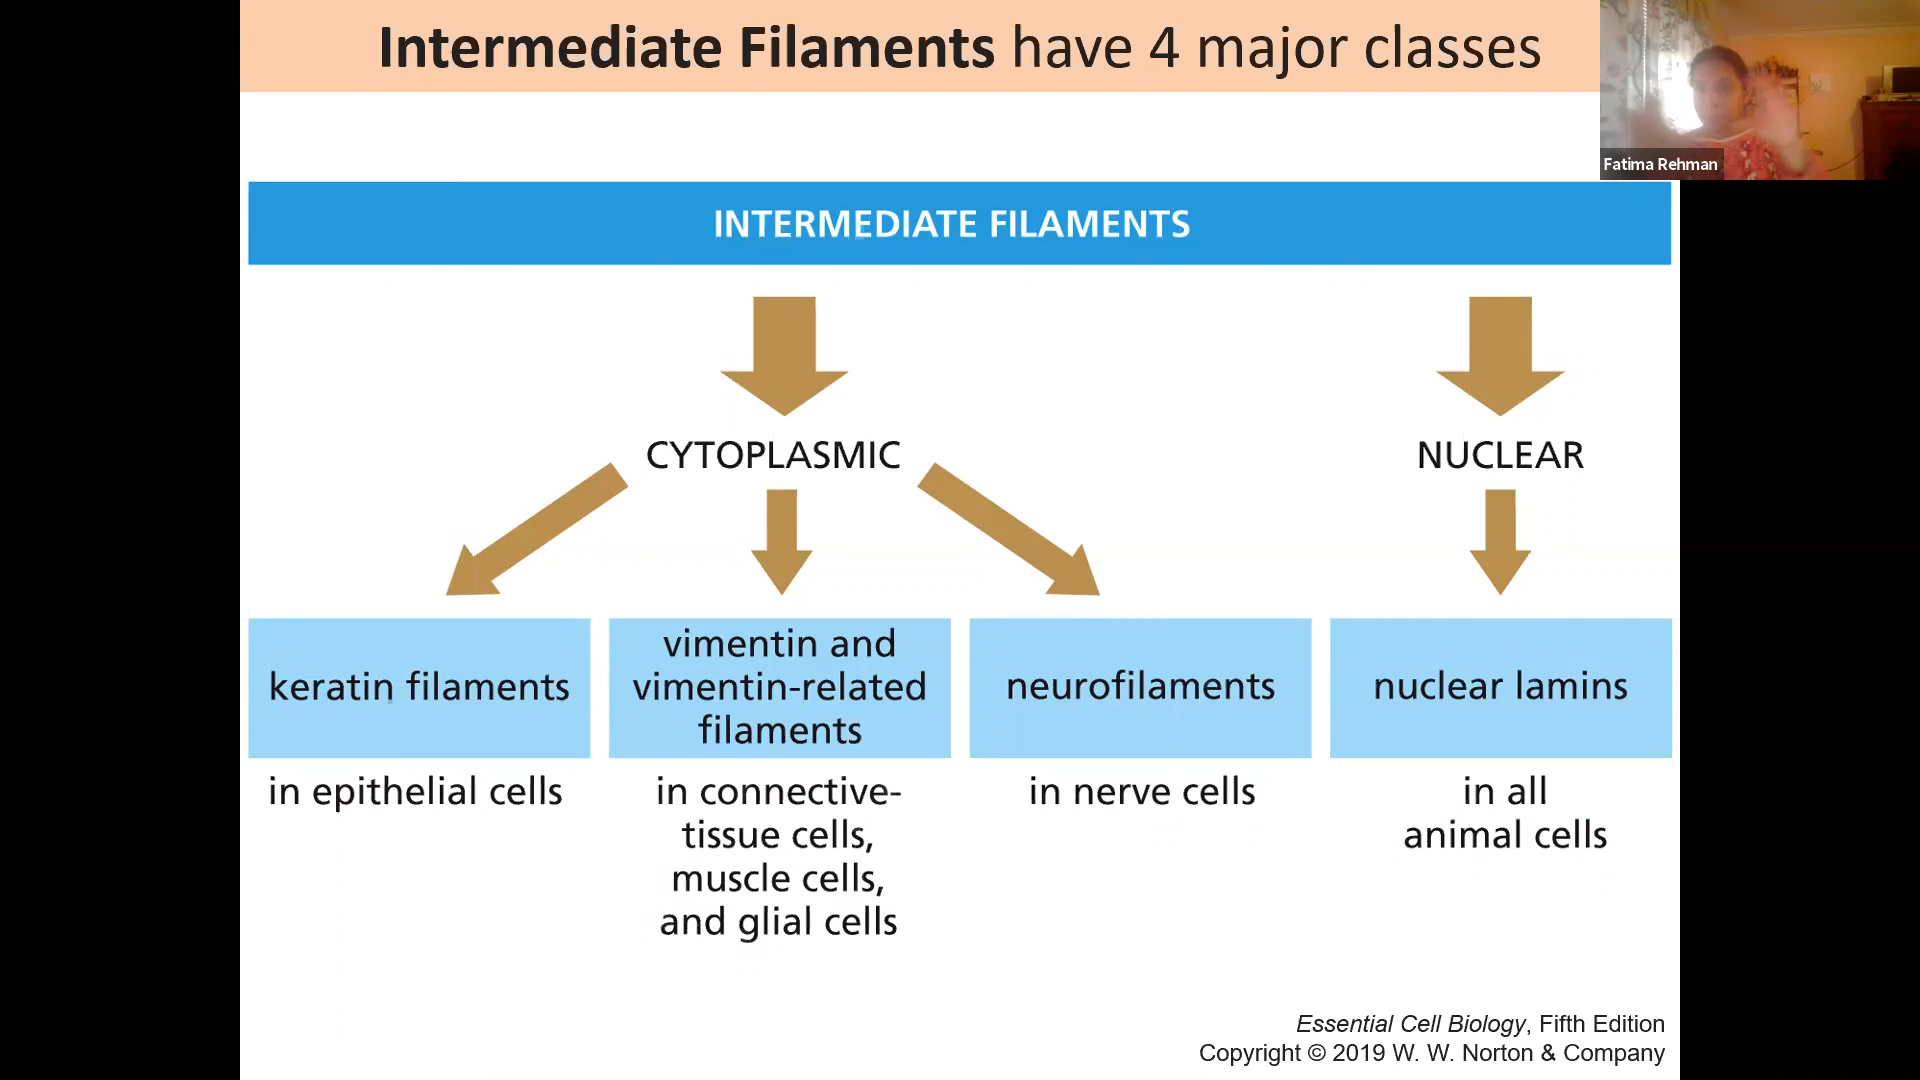 Intermediate Filaments have 4 major classes
Fatima Rehman
INTERMEDIATE FILAMENTS
CYTOPLASMIC
NUCLEAR
keratin filaments
vimentin and
vimentin-related
filaments
neurofilaments
nuclear lamins
in epithelial cells
in connective-
tissue cells,
muscle cells,
and glial cells
in nerve cells
in all
animal cells
Essential Cell Biology, Fifth Edition
Copyright © 2019 W. W. Norton & Company